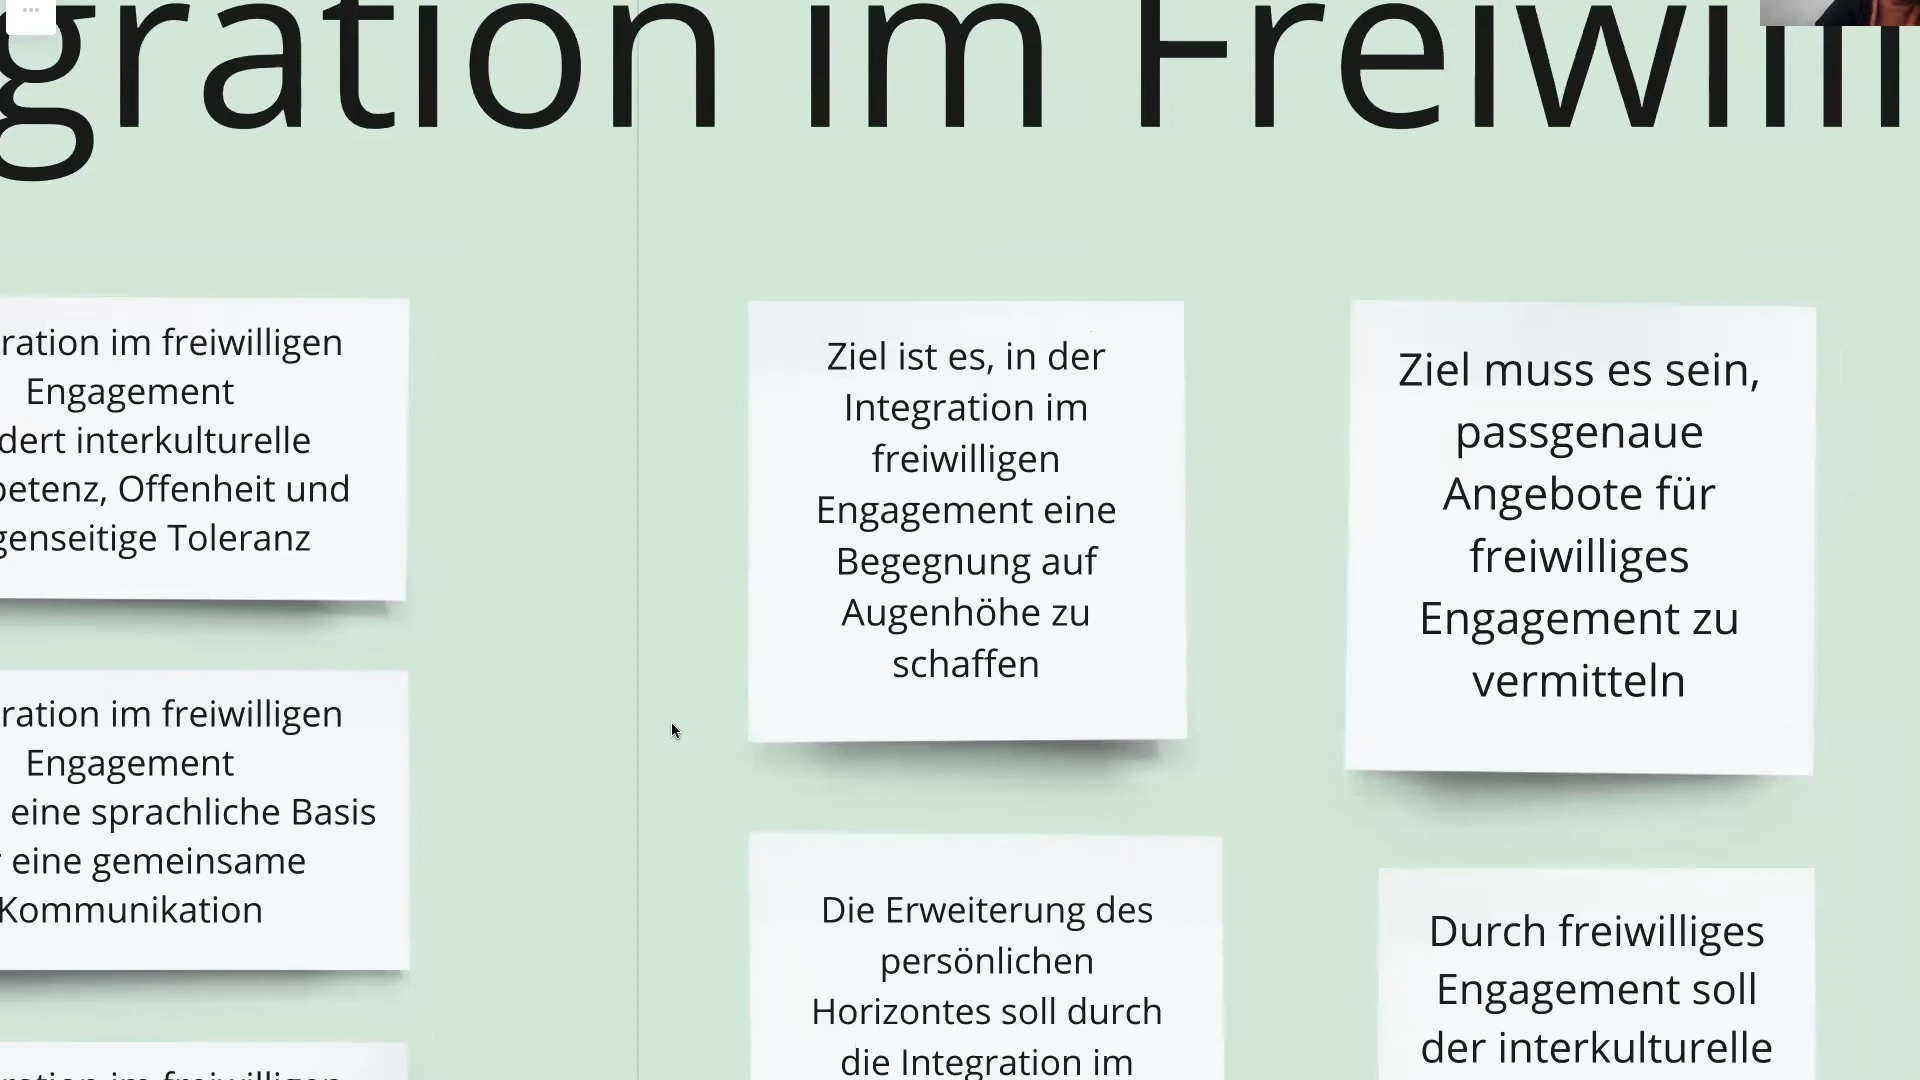 gration im Freiwill
ration im freiwilligen
Engagement
dert interkulturelle
petenz, Offenheit und
genseitige Toleranz
ration im freiwilligen
Engagement
eine sprachliche Basis
eine gemeinsame
Kommunikation
Ziel ist es, in der
Integration im
freiwilligen
Engagement eine
Begegnung auf
Augenhöhe zu
schaffen
Die Erweiterung des
persönlichen
Horizontes soll durch
die Integration im
Ziel muss es sein,
passgenaue
Angebote für
freiwilliges
Engagement zu
vermitteln
Durch freiwilliges
Engagement soll
der interkulturelle